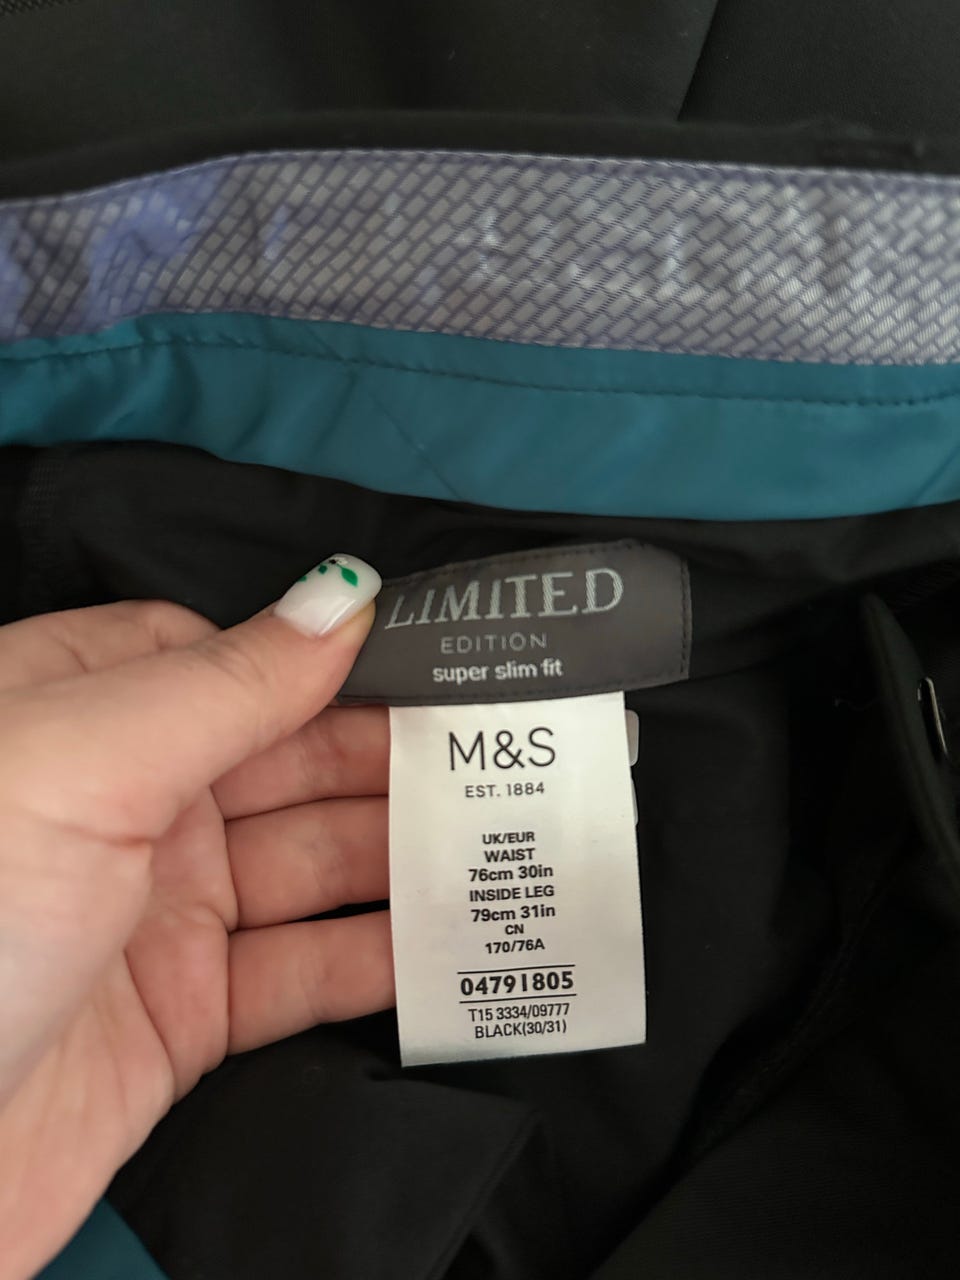 LIMITED
EDITION
super slim fit
M&S
EST. 1884
UK/EUR
WAIST
76cm 30in
INSIDE LEG
79cm 31in
CN
170/76A
04791805
T15 3334/09777
BLACK(30/31)